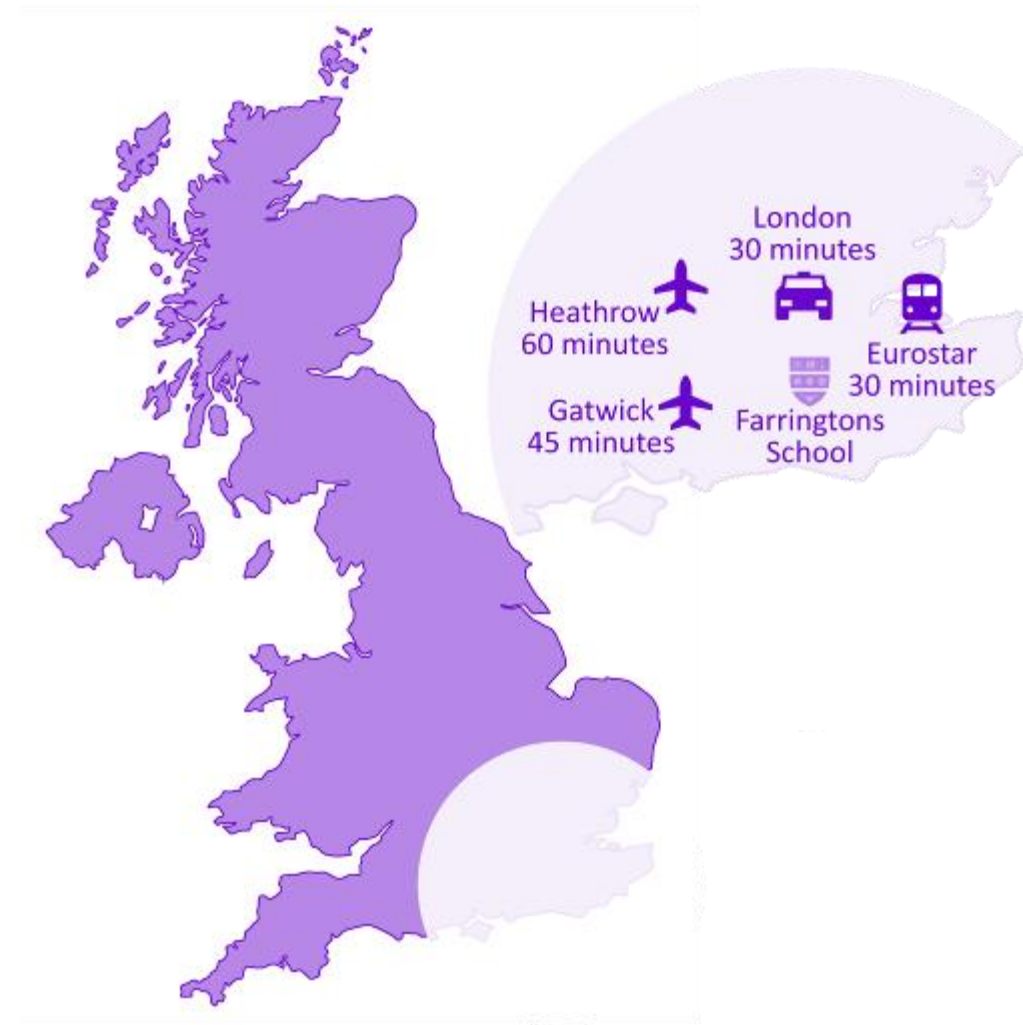 London
30 minutes
Heathrow
60 minutes
Eurostar
30 minutes
Gatwick
45 minutes
Farringtons
School